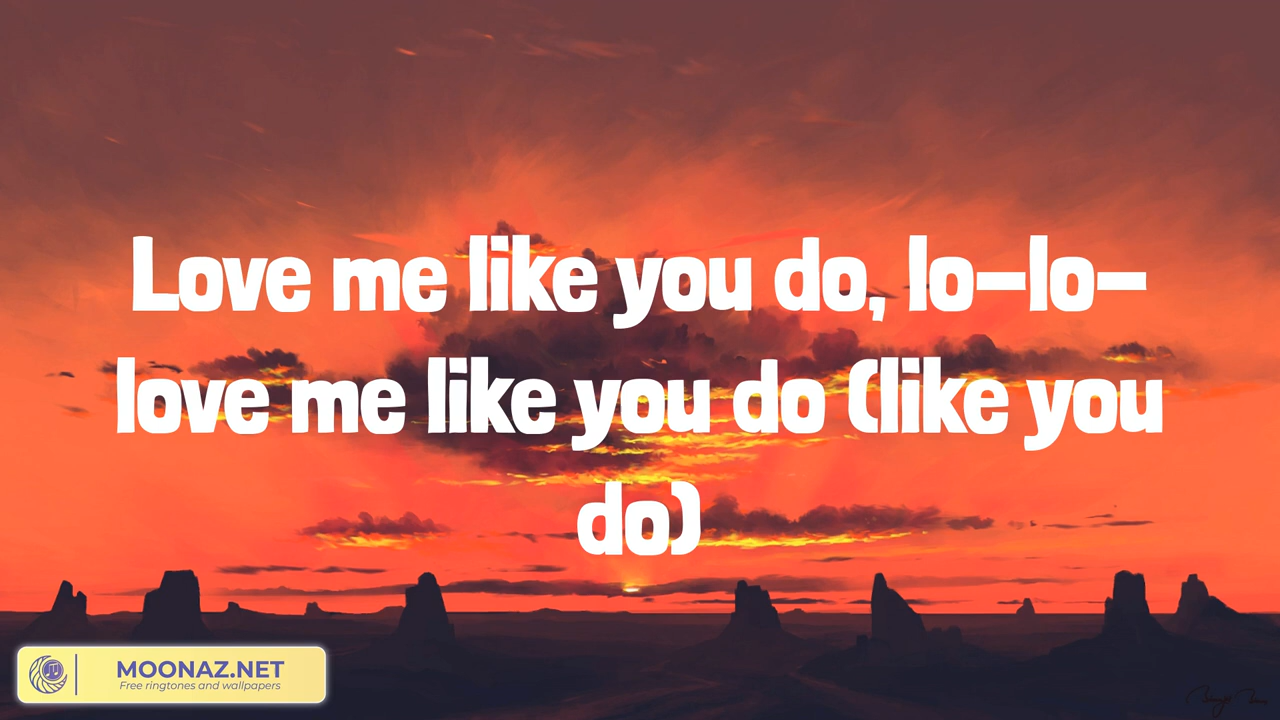 Love me like you do, lo-lo-
love me like you do (like you
do)
MOONAZ.NET
Free ringtones and wallpapers